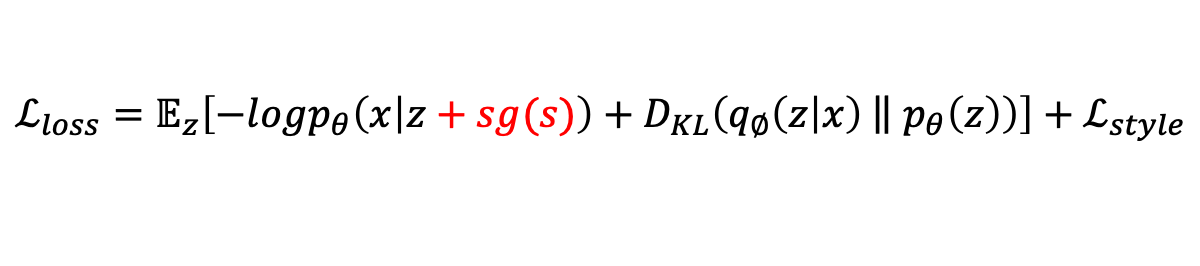 ℒ_loss = 𝔼_z[−logp_θ(x|z + sg(s)) + D_KL(q_∅(z|x) ∥ p_θ(z))] + ℒ_style